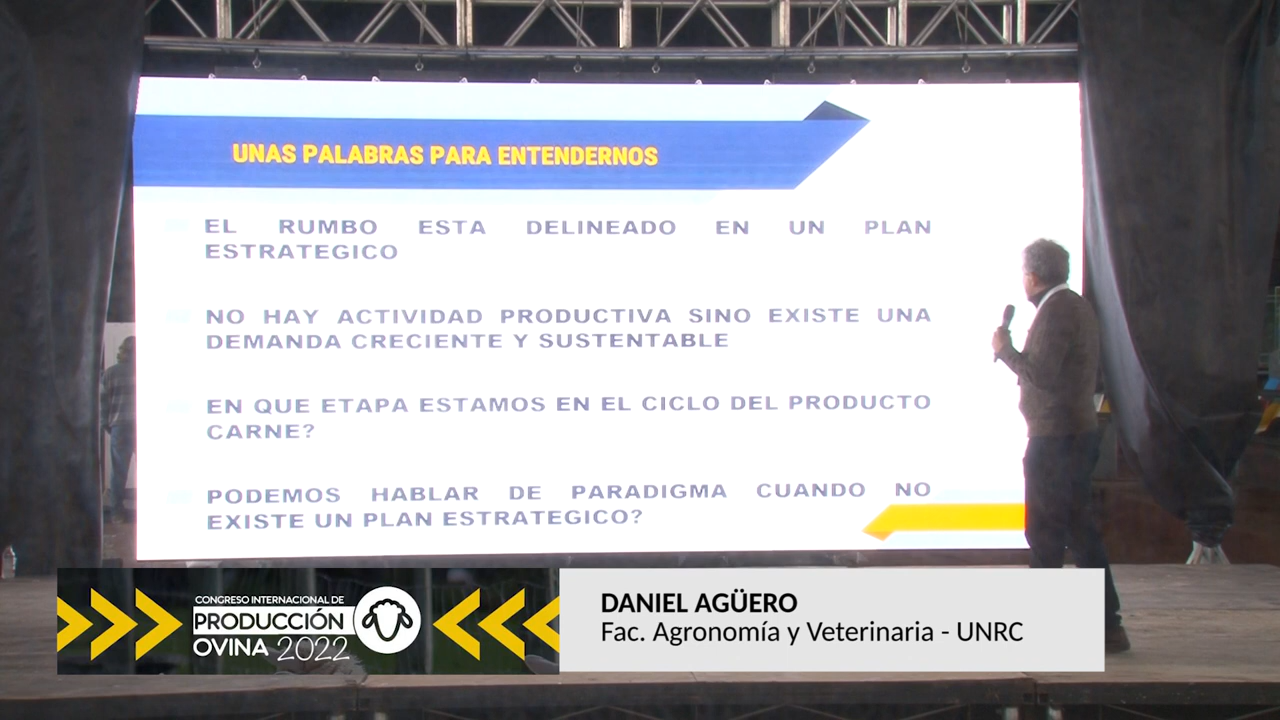 UNAS PALABRAS PARA ENTENDERNOS
EL RUMBO ESTA DELINEADO EN UN PLAN
ESTRATEGICO
NO HAY ACTIVIDAD PRODUCTIVA SINO EXISTE UNA
DEMANDA CRECIENTE Y SUSTENTABLE
EN QUE ETAPA ESTAMOS EN EL CICLO DEL PRODUCTO
CARNE?
PODEMOS HABLAR DE PARADIGMA CUANDO NO
EXISTE UN PLAN ESTRATEGICO?
CONGRESO INTERNACIONAL DE
PRODUCCIÓN
OVINA 2022
DANIEL AGÜERO
Fac. Agronomía y Veterinaria - UNRC